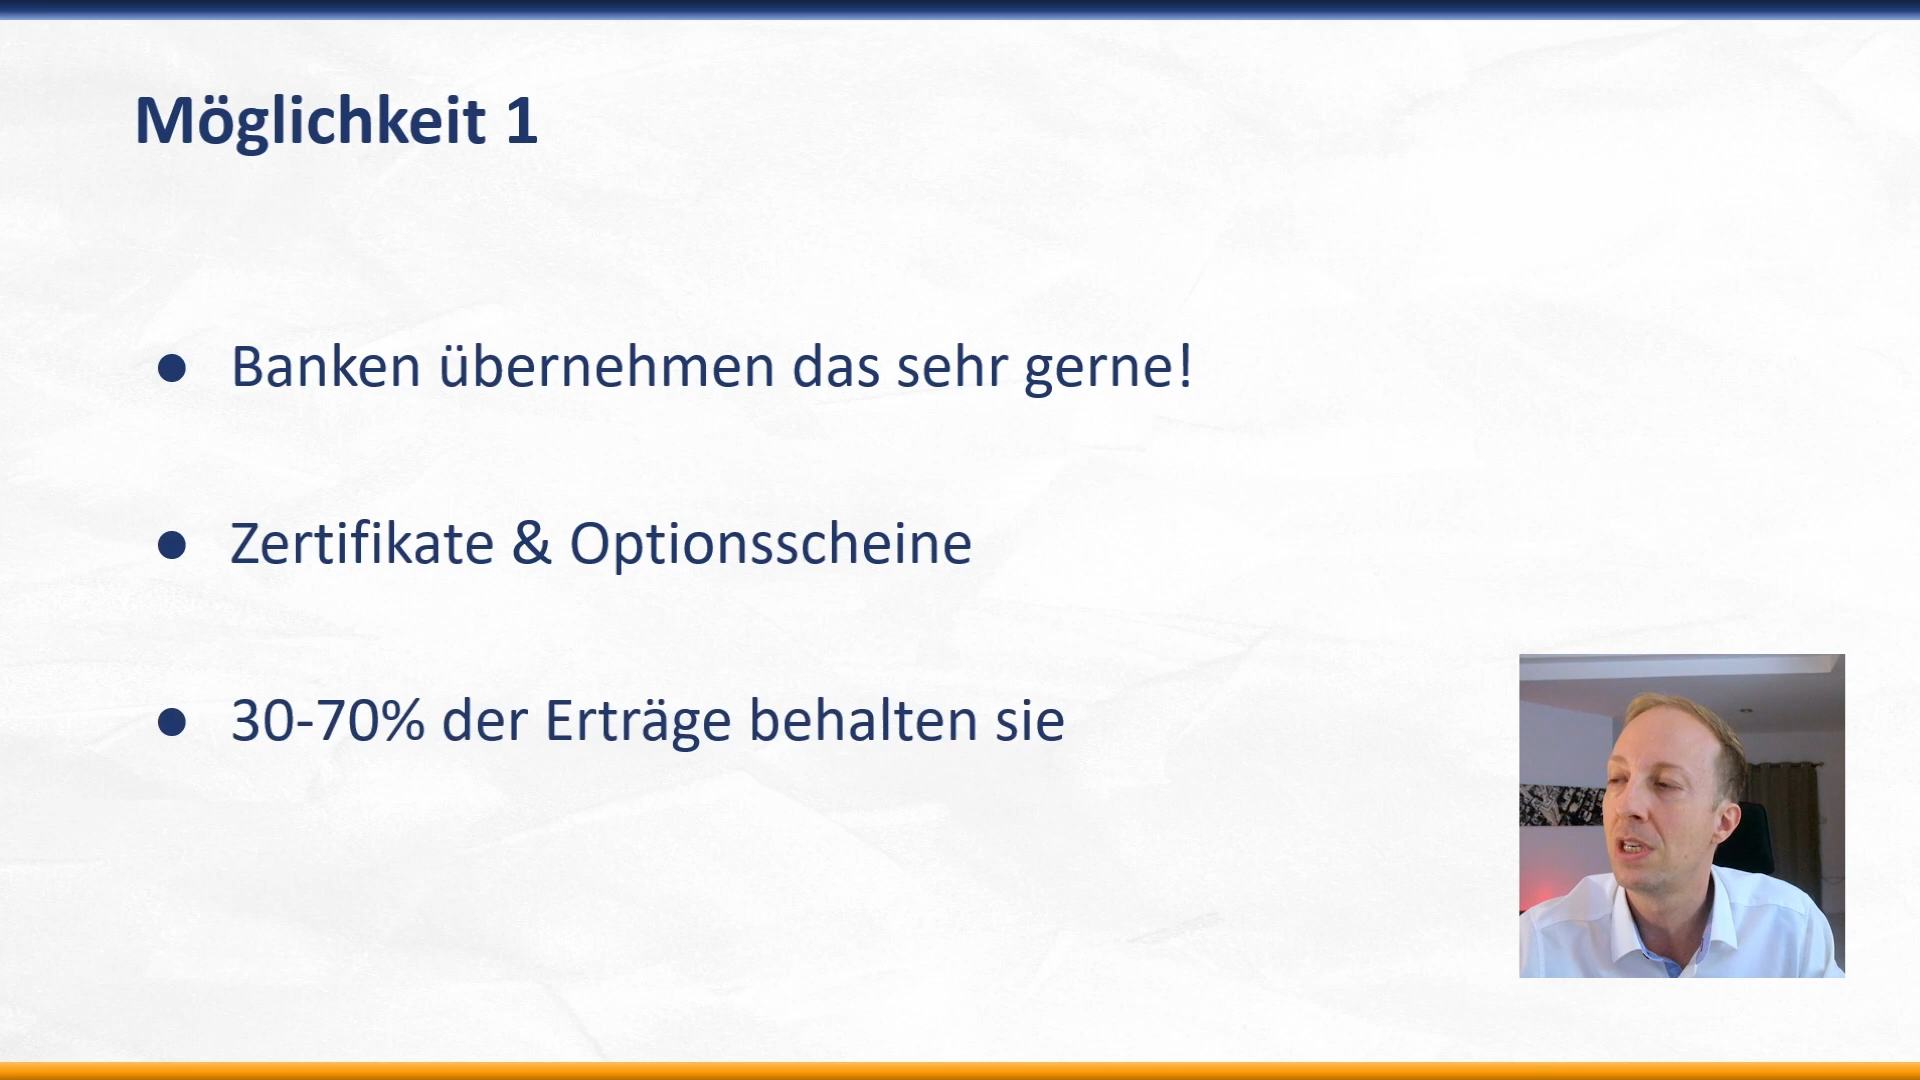 Möglichkeit 1
● Banken übernehmen das sehr gerne!
● Zertifikate & Optionsscheine
● 30-70% der Erträge behalten sie